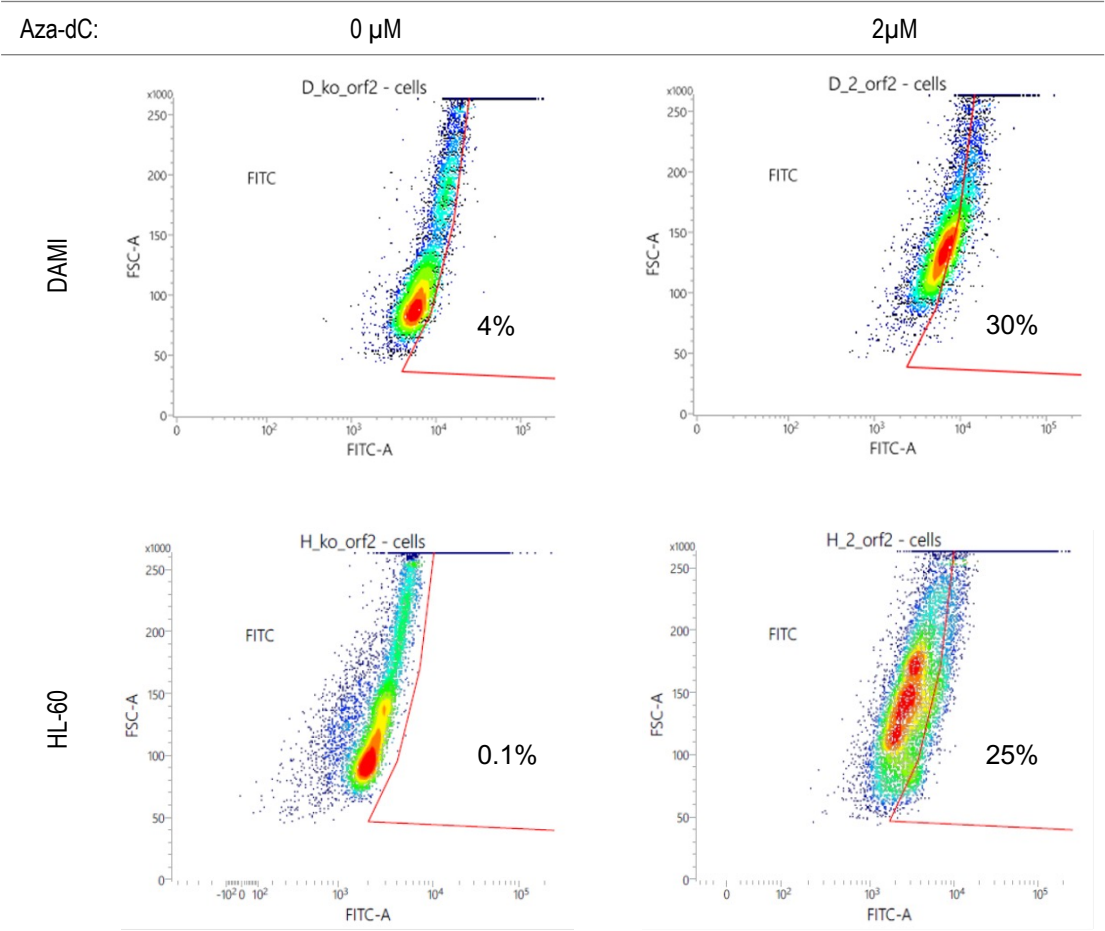 Aza-dC: 0 µM 2µM
D_ko_orf2 - cells
x1000
250
200
150
100
50
0
FSC-A
FITC
4%
0 10² 10³ 10⁴ 10⁵
FITC-A
D_2_orf2 - cells
x1000
250
200
150
100
50
0
FSC-A
FITC
30%
0 10² 10³ 10⁴ 10⁵
FITC-A
DAMI
H_ko_orf2 - cells
x1000
250
200
150
100
50
0
FSC-A
FITC
0.1%
-10² 0 10² 10³ 10⁴ 10⁵
FITC-A
H_2_orf2 - cells
x1000
250
200
150
100
50
0
FSC-A
FITC
25%
0 10² 10³ 10⁴ 10⁵
FITC-A
HL-60